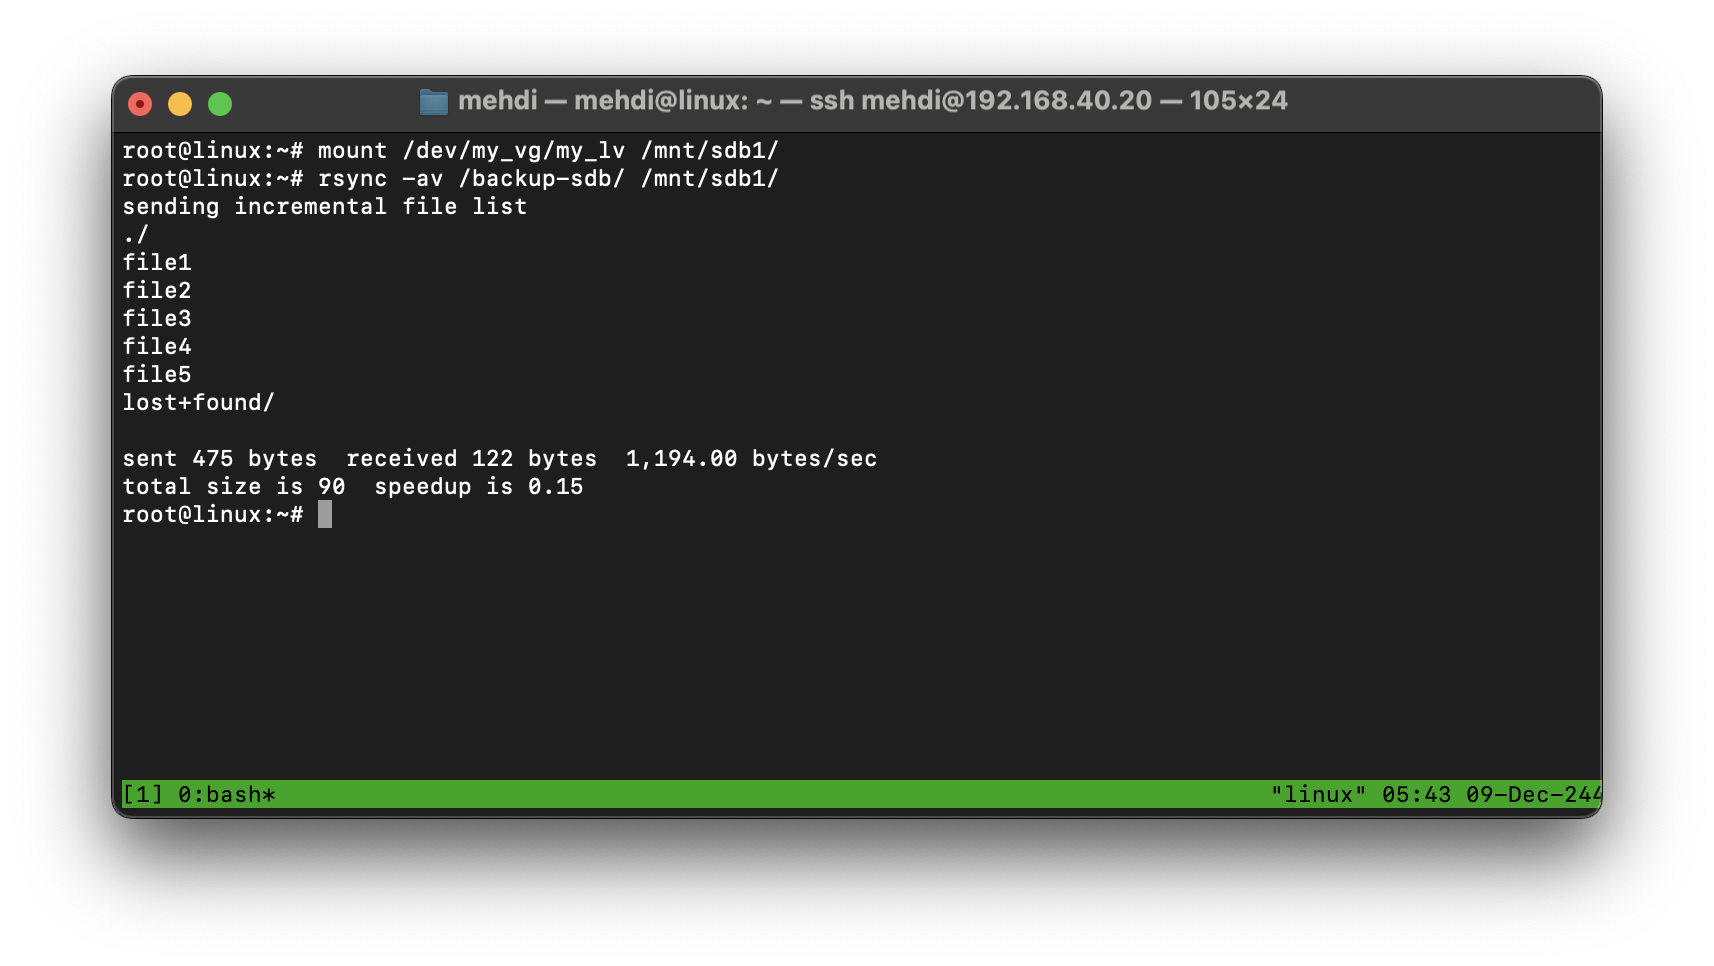 mehdi — mehdi@linux: ~ — ssh mehdi@192.168.40.20 — 105×24
root@linux:~# mount /dev/my_vg/my_lv /mnt/sdb1/
root@linux:~# rsync -av /backup-sdb/ /mnt/sdb1/
sending incremental file list
./
file1
file2
file3
file4
file5
lost+found/
sent 475 bytes  received 122 bytes  1,194.00 bytes/sec
total size is 90  speedup is 0.15
root@linux:~#
[1] 0:bash* "linux" 05:43 09-Dec-244